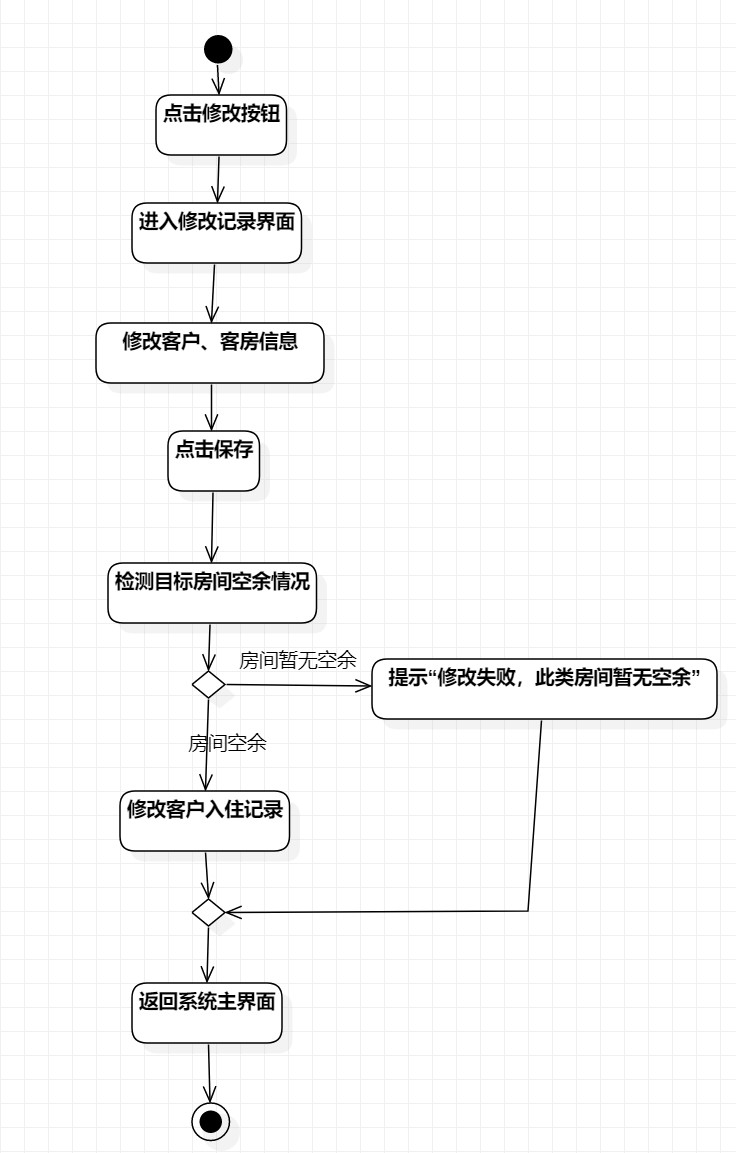 点击修改按钮
进入修改记录界面
修改客户、客房信息
点击保存
检测目标房间空余情况
房间暂无空余
提示“修改失败，此类房间暂无空余”
房间空余
修改客户入住记录
返回系统主界面